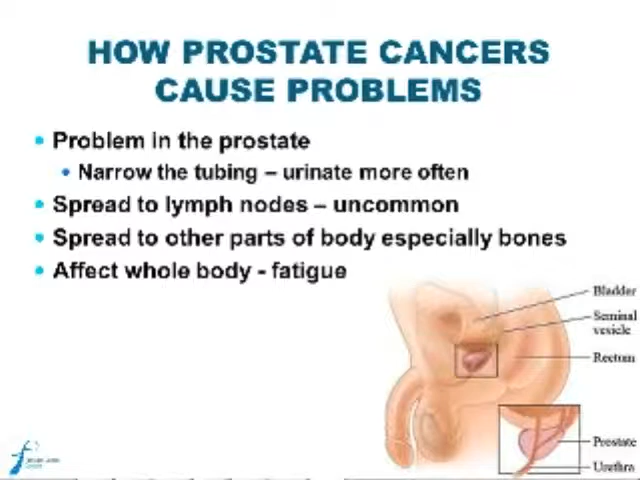 HOW PROSTATE CANCERS
CAUSE PROBLEMS
Problem in the prostate
Narrow the tubing – urinate more often
Spread to lymph nodes – uncommon
Spread to other parts of body especially bones
Affect whole body - fatigue
Bladder
Seminal
vesicle
Rectum
Prostate
Urethra